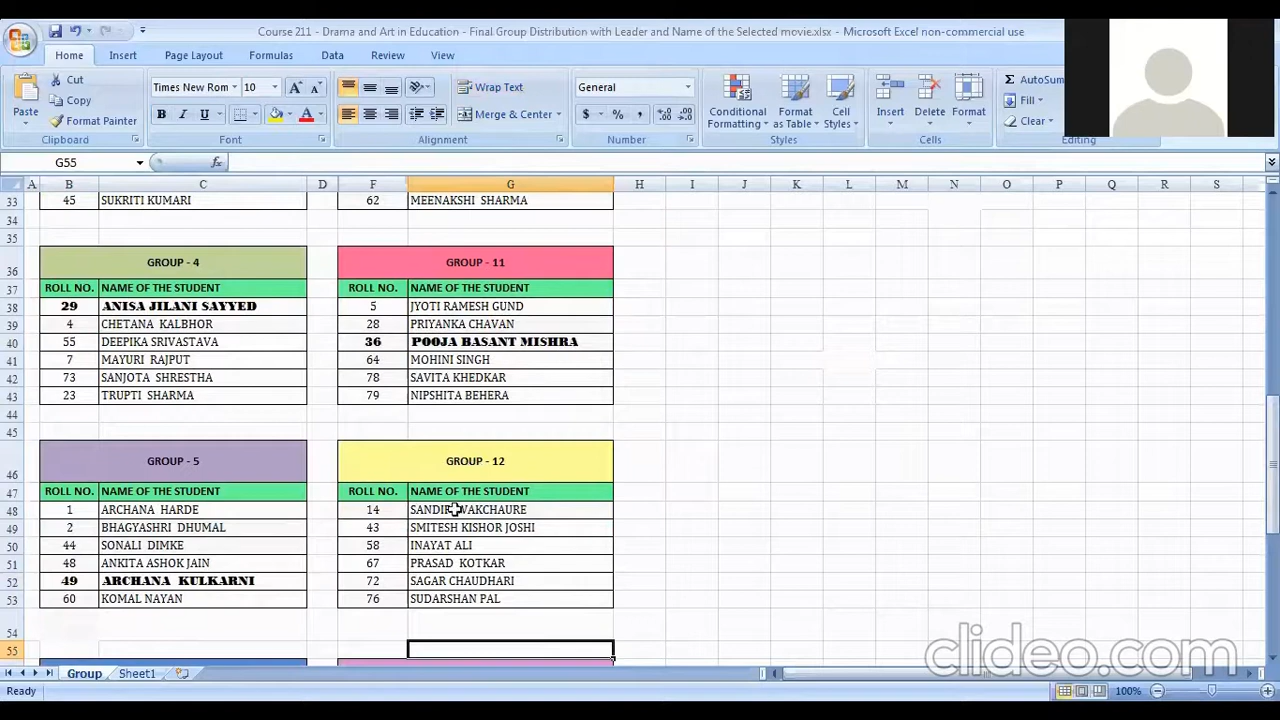 Course 211 - Drama and Art in Education - Final Group Distribution with Leader and Name of the Selected movie.xlsx - Microsoft Excel non-commercial use
Home Insert Page Layout Formulas Data Review View
Cut
Copy
Format Painter
Paste
Clipboard
Times New Rom 10
B I U
Font
Wrap Text
Merge & Center
Alignment
General
$ % ,
Number
Conditional Formatting
Format as Table
Cell Styles
Styles
Insert Delete Format
Cells
AutoSum
Fill
Clear
Editing
G55
A B C D F G H I J K L M N O P Q R S
33 45 SUKRITI KUMARI 62 MEENAKSHI SHARMA
34
35
36 GROUP - 4 GROUP - 11
37 ROLL NO. NAME OF THE STUDENT ROLL NO. NAME OF THE STUDENT
38 29 ANISA JILANI SAYYED 5 JYOTI RAMESH GUND
39 4 CHETANA KALBHOR 28 PRIYANKA CHAVAN
40 55 DEEPIKA SRIVASTAVA 36 POOJA BASANT MISHRA
41 7 MAYURI RAJPUT 64 MOHINI SINGH
42 73 SANJOTA SHRESTHA 78 SAVITA KHEDKAR
43 23 TRUPTI SHARMA 79 NIPSHITA BEHERA
44
45
46 GROUP - 5 GROUP - 12
47 ROLL NO. NAME OF THE STUDENT ROLL NO. NAME OF THE STUDENT
48 1 ARCHANA HARDE 14 WAKCHAURE
49 2 BHAGYASHRI DHUMAL 43 SMITESH KISHOR JOSHI
50 44 SONALI DIMKE 58 INAYAT ALI
51 48 ANKITA ASHOK JAIN 67 PRASAD KOTKAR
52 49 ARCHANA KULKARNI 72 SAGAR CHAUDHARI
53 60 KOMAL NAYAN 76 SUDARSHAN PAL
54
55
clideo.com
Group Sheet1
Ready 100%